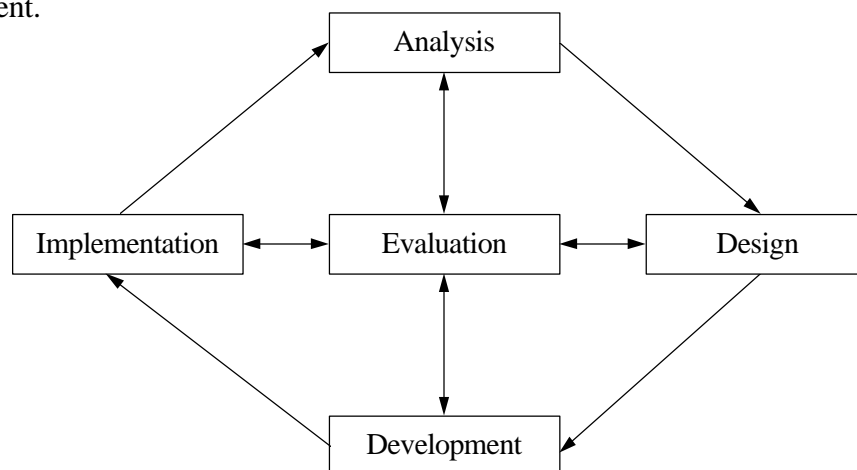 ent.
Analysis
Implementation
Evaluation
Design
Development